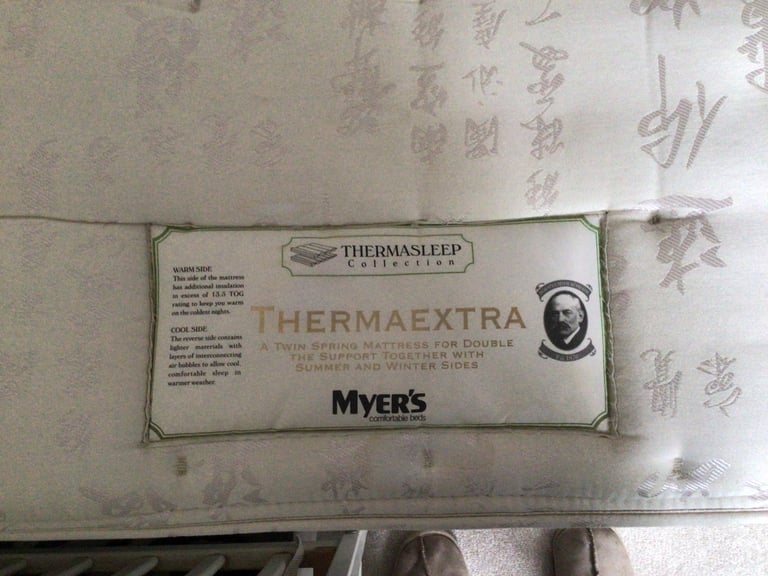 THERMASLEEP
Collection
WARM SIDE
This side of the mattress
has additional insulation
in excess of 13.5 TOG
rating to keep you warm
on the coldest nights.
COOL SIDE
The reverse side contains
lighter materials with
layers of interconnecting
air bubbles to allow cool,
comfortable sleep in
warmer weather.
THERMAEXTRA
A TWIN SPRING MATTRESS FOR DOUBLE
THE SUPPORT TOGETHER WITH
SUMMER AND WINTER SIDES
MYER'S
comfortable beds